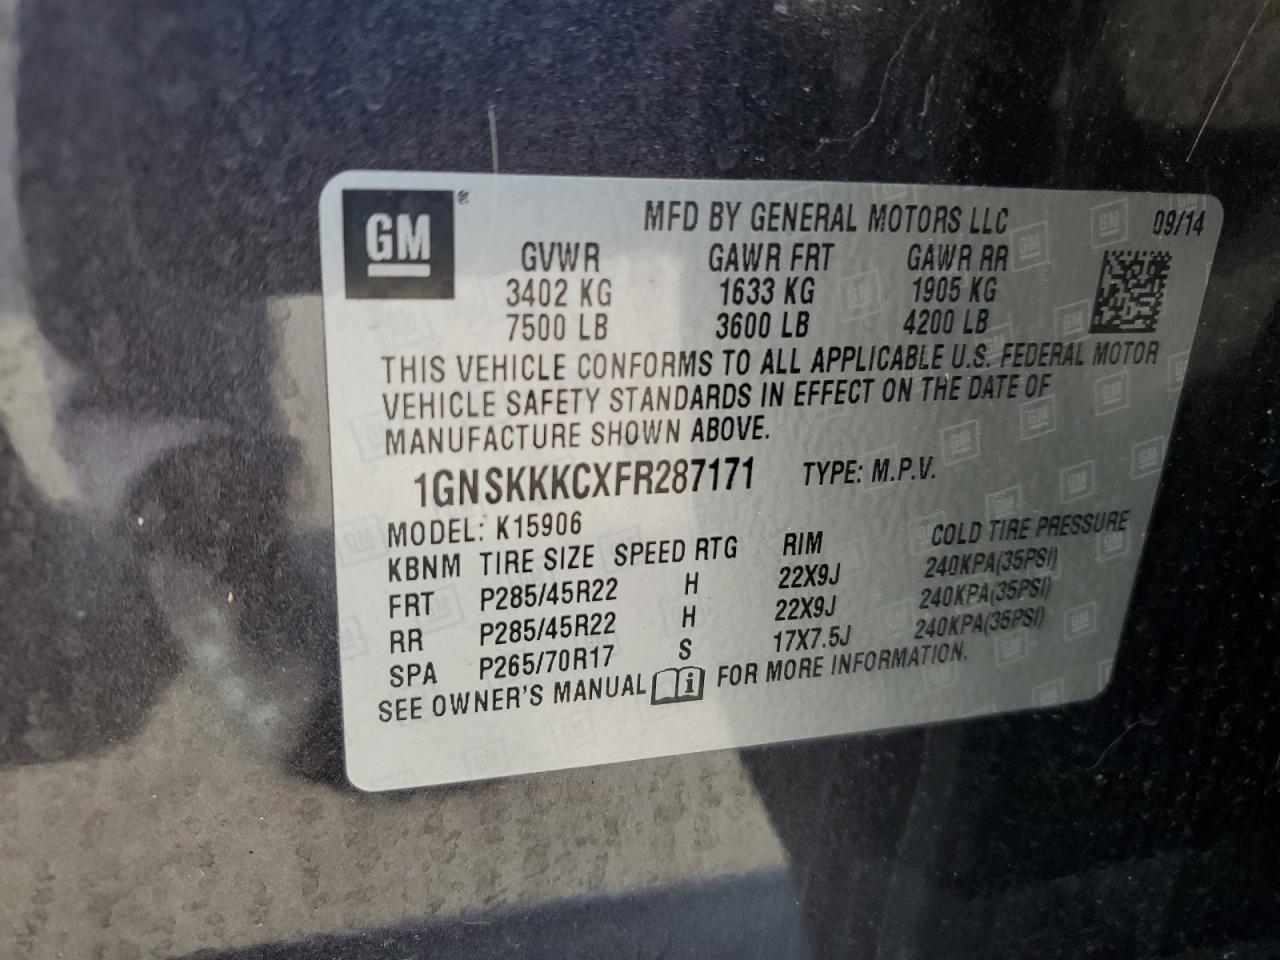 GM ®
MFD BY GENERAL MOTORS LLC 09/14
GVWR GAWR FRT GAWR RR
3402 KG 1633 KG 1905 KG
7500 LB 3600 LB 4200 LB
THIS VEHICLE CONFORMS TO ALL APPLICABLE U.S. FEDERAL MOTOR
VEHICLE SAFETY STANDARDS IN EFFECT ON THE DATE OF
MANUFACTURE SHOWN ABOVE.
1GNSKKKCXFR287171 TYPE: M.P.V.
MODEL: K15906
KBNM TIRE SIZE SPEED RTG RIM COLD TIRE PRESSURE
FRT P285/45R22 H 22X9J 240KPA(35PSI)
RR P285/45R22 H 22X9J 240KPA(35PSI)
SPA P265/70R17 S 17X7.5J 240KPA(35PSI)
SEE OWNER'S MANUAL i FOR MORE INFORMATION.